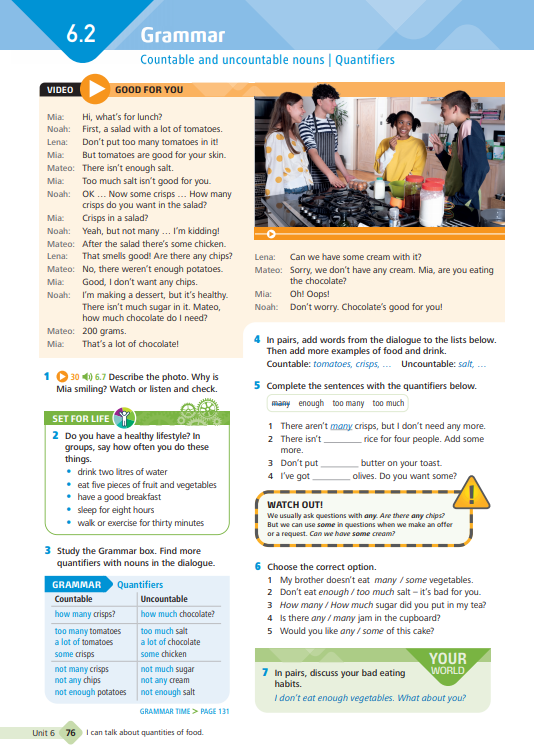 6.2
Grammar
Countable and uncountable nouns | Quantifiers
VIDEO GOOD FOR YOU
Mia: Hi, what's for lunch?
Noah: First, a salad with a lot of tomatoes.
Lena: Don't put too many tomatoes in it!
Mia: But tomatoes are good for your skin.
Mateo: There isn't enough salt.
Mia: Too much salt isn't good for you.
Noah: OK ... Now some crisps ... How many
crisps do you want in the salad?
Mia: Crisps in a salad?
Noah: Yeah, but not many ... I'm kidding!
Mateo: After the salad there's some chicken.
Lena: That smells good! Are there any chips?
Mateo: No, there weren't enough potatoes.
Mia: Good, I don't want any chips.
Noah: I'm making a dessert, but it's healthy.
There isn't much sugar in it. Mateo,
how much chocolate do I need?
Mateo: 200 grams.
Mia: That's a lot of chocolate!
Lena: Can we have some cream with it?
Mateo: Sorry, we don't have any cream. Mia, are you eating
the chocolate?
Mia: Oh! Oops!
Noah: Don't worry. Chocolate's good for you!
1 30 6.7 Describe the photo. Why is
Mia smiling? Watch or listen and check.
SET FOR LIFE
2 Do you have a healthy lifestyle? In
groups, say how often you do these
things.
• drink two litres of water
• eat five pieces of fruit and vegetables
• have a good breakfast
• sleep for eight hours
• walk or exercise for thirty minutes
3 Study the Grammar box. Find more
quantifiers with nouns in the dialogue.
GRAMMAR Quantifiers
Countable Uncountable
how many crisps? how much chocolate?
too many tomatoes too much salt
a lot of tomatoes a lot of chocolate
some crisps some chicken
not many crisps not much sugar
not any chips not any cream
not enough potatoes not enough salt
GRAMMAR TIME > PAGE 131
4 In pairs, add words from the dialogue to the lists below.
Then add more examples of food and drink.
Countable: tomatoes, crisps, ... Uncountable: salt, ...
5 Complete the sentences with the quantifiers below.
many enough too many too much
1 There aren't many crisps, but I don't need any more.
2 There isn't ________ rice for four people. Add some
more.
3 Don't put ________ butter on your toast.
4 I've got ________ olives. Do you want some?
WATCH OUT!
We usually ask questions with any. Are there any chips?
But we can use some in questions when we make an offer
or a request. Can we have some cream?
!
6 Choose the correct option.
1 My brother doesn't eat many / some vegetables.
2 Don't eat enough / too much salt – it's bad for you.
3 How many / How much sugar did you put in my tea?
4 Is there any / many jam in the cupboard?
5 Would you like any / some of this cake?
YOUR
WORLD
7 In pairs, discuss your bad eating
habits.
I don't eat enough vegetables. What about you?
Unit 6 76 I can talk about quantities of food.